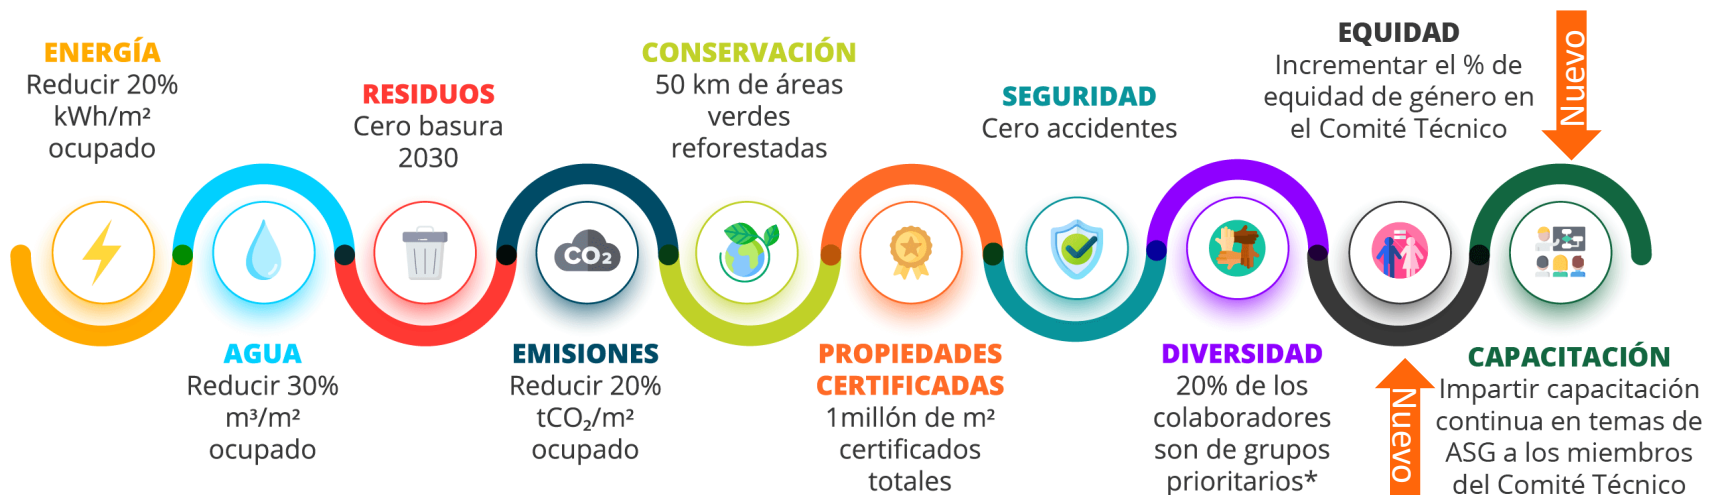 ENERGÍA
Reducir 20%
kWh/m²
ocupado
AGUA
Reducir 30%
m³/m²
ocupado
RESIDUOS
Cero basura
2030
EMISIONES
Reducir 20%
tCO₂/m²
ocupado
CO₂
CONSERVACIÓN
50 km de áreas
verdes
reforestadas
PROPIEDADES
CERTIFICADAS
1millón de m²
certificados
totales
SEGURIDAD
Cero accidentes
DIVERSIDAD
20% de los
colaboradores
son de grupos
prioritarios*
EQUIDAD
Incrementar el % de
equidad de género en
el Comité Técnico
Nuevo
Nuevo
CAPACITACIÓN
Impartir capacitación
continua en temas de
ASG a los miembros
del Comité Técnico